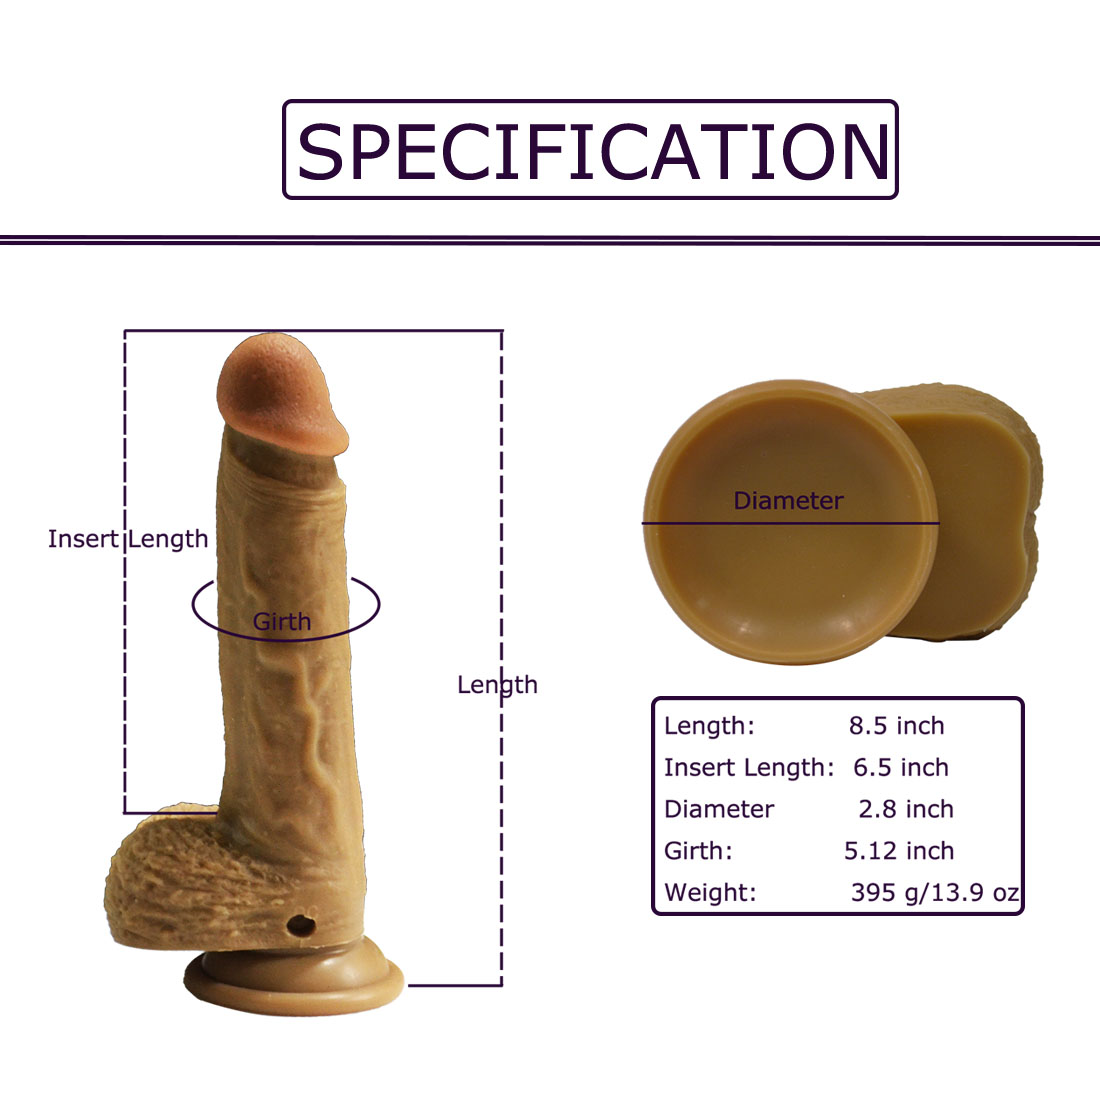 SPECIFICATION
Insert Length
Girth
Length
Diameter
Length: 8.5 inch
Insert Length: 6.5 inch
Diameter 2.8 inch
Girth: 5.12 inch
Weight: 395 g/13.9 oz